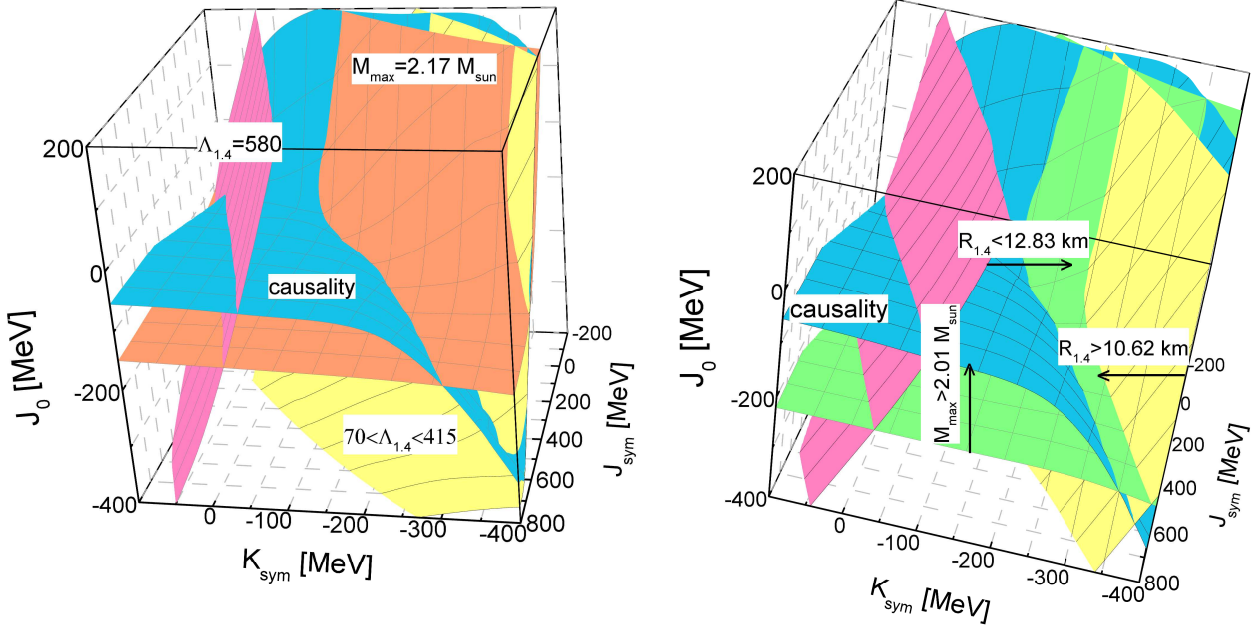 M_max=2.17 M_sun
Λ_1.4=580
causality
70<Λ_1.4<415
200
0
-200
-400
J_0 [MeV]
0
-100
-200
-300
-400
K_sym [MeV]
-200
0
200
400
600
800
J_sym [MeV]
R_1.4<12.83 km
causality
M_max>2.01 M_sun
R_1.4>10.62 km
200
0
-200
-400
J_0 [MeV]
0
-100
-200
-300
-400
K_sym [MeV]
-200
0
200
400
600
800
J_sym [MeV]